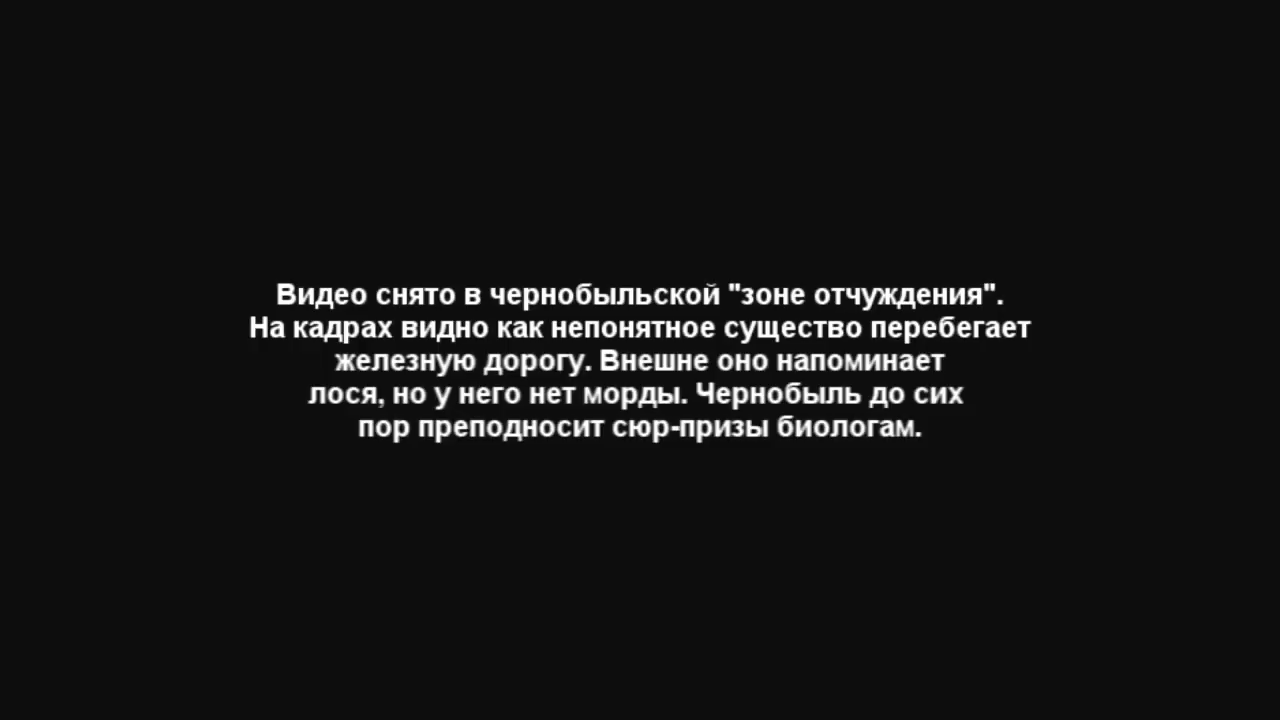 Видео снято в чернобыльской "зоне отчуждения".
На кадрах видно как непонятное существо перебегает
железную дорогу. Внешне оно напоминает
лося, но у него нет морды. Чернобыль до сих
пор преподносит сюр-призы биологам.